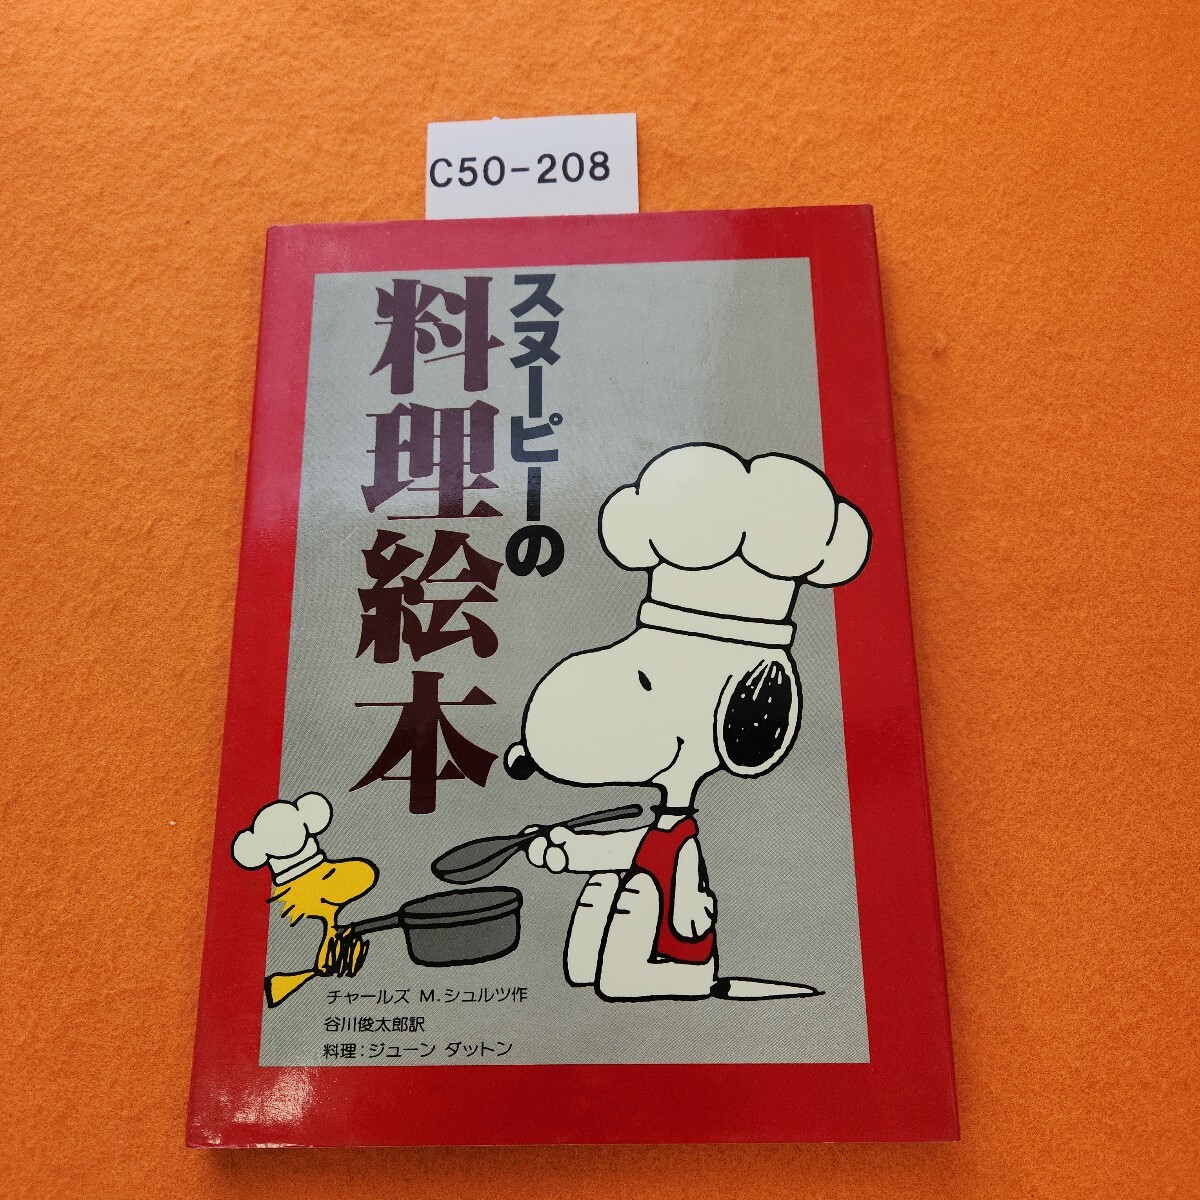 C50-208
スヌーピーの
料理絵本
チャールズ M.シュルツ作
谷川俊太郎訳
料理:ジューン ダットン